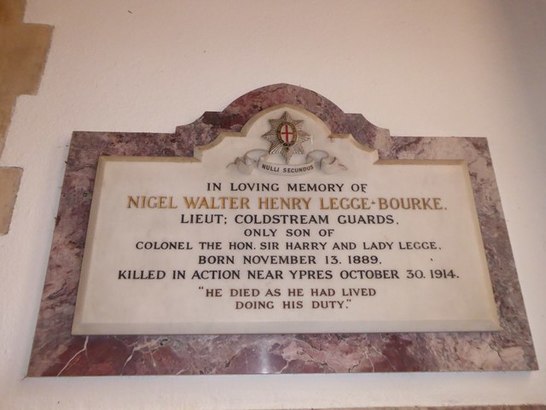 NULLI SECUNDUS
IN LOVING MEMORY OF
NIGEL WALTER HENRY LEGGE-BOURKE.
LIEUT; COLDSTREAM GUARDS.
ONLY SON OF
COLONEL THE HON. SIR HARRY AND LADY LEGGE.
BORN NOVEMBER 13. 1889.
KILLED IN ACTION NEAR YPRES OCTOBER 30. 1914.
"HE DIED AS HE HAD LIVED
DOING HIS DUTY."